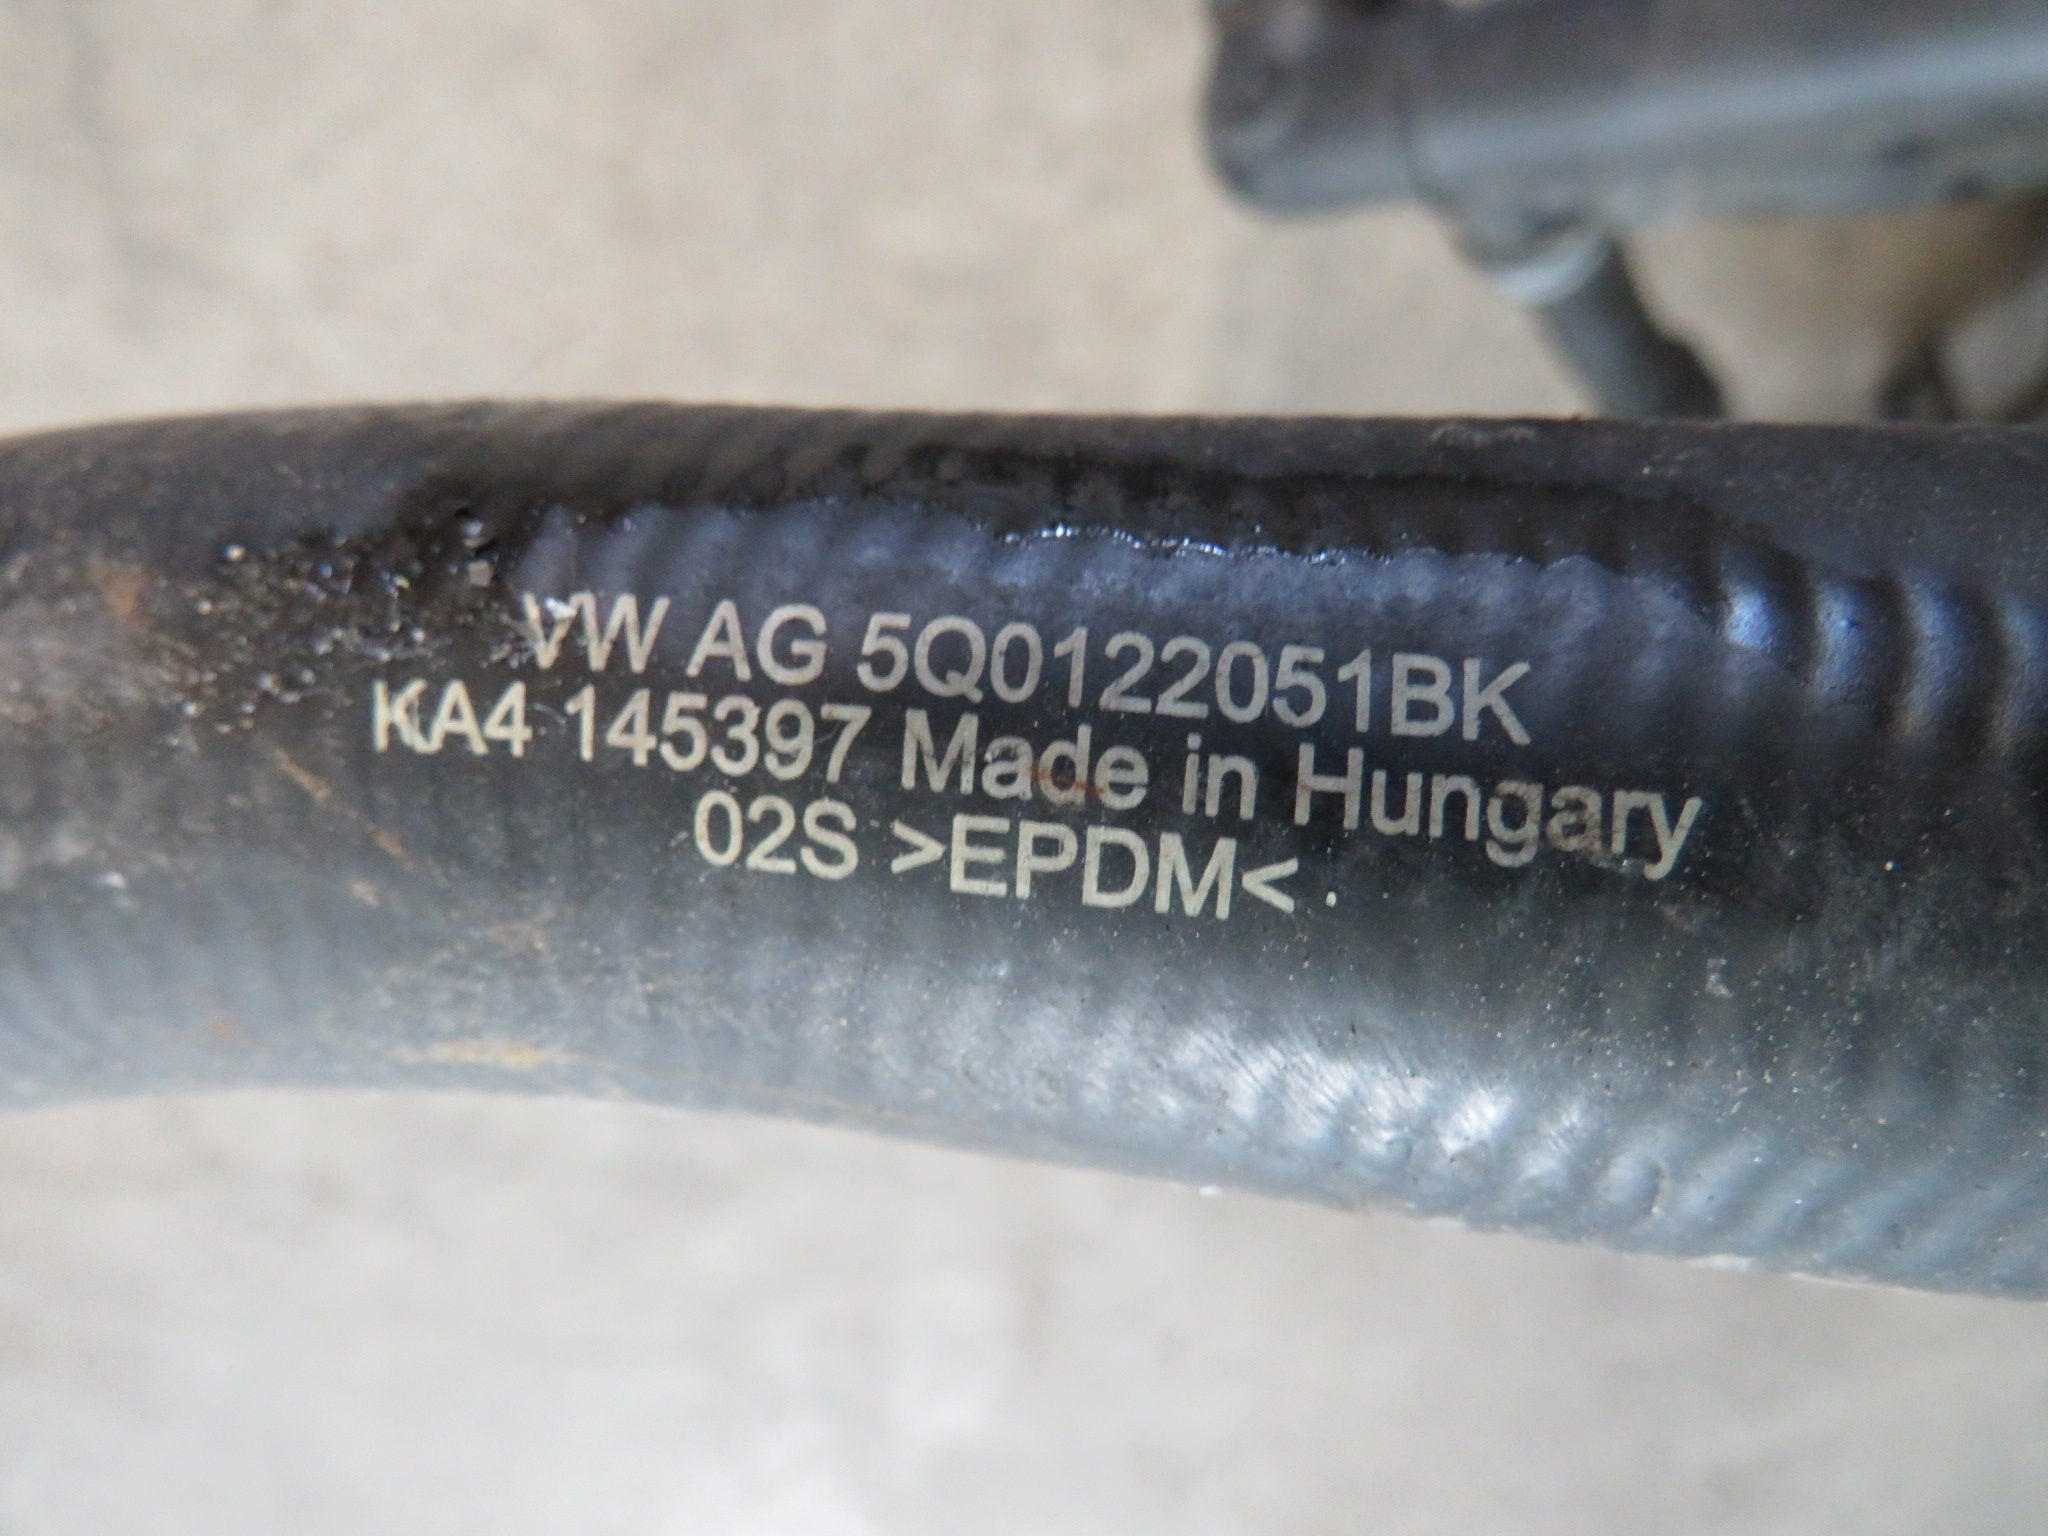 VW AG 5Q0122051BK
KA4 145397 Made in Hungary
02S >EPDM<